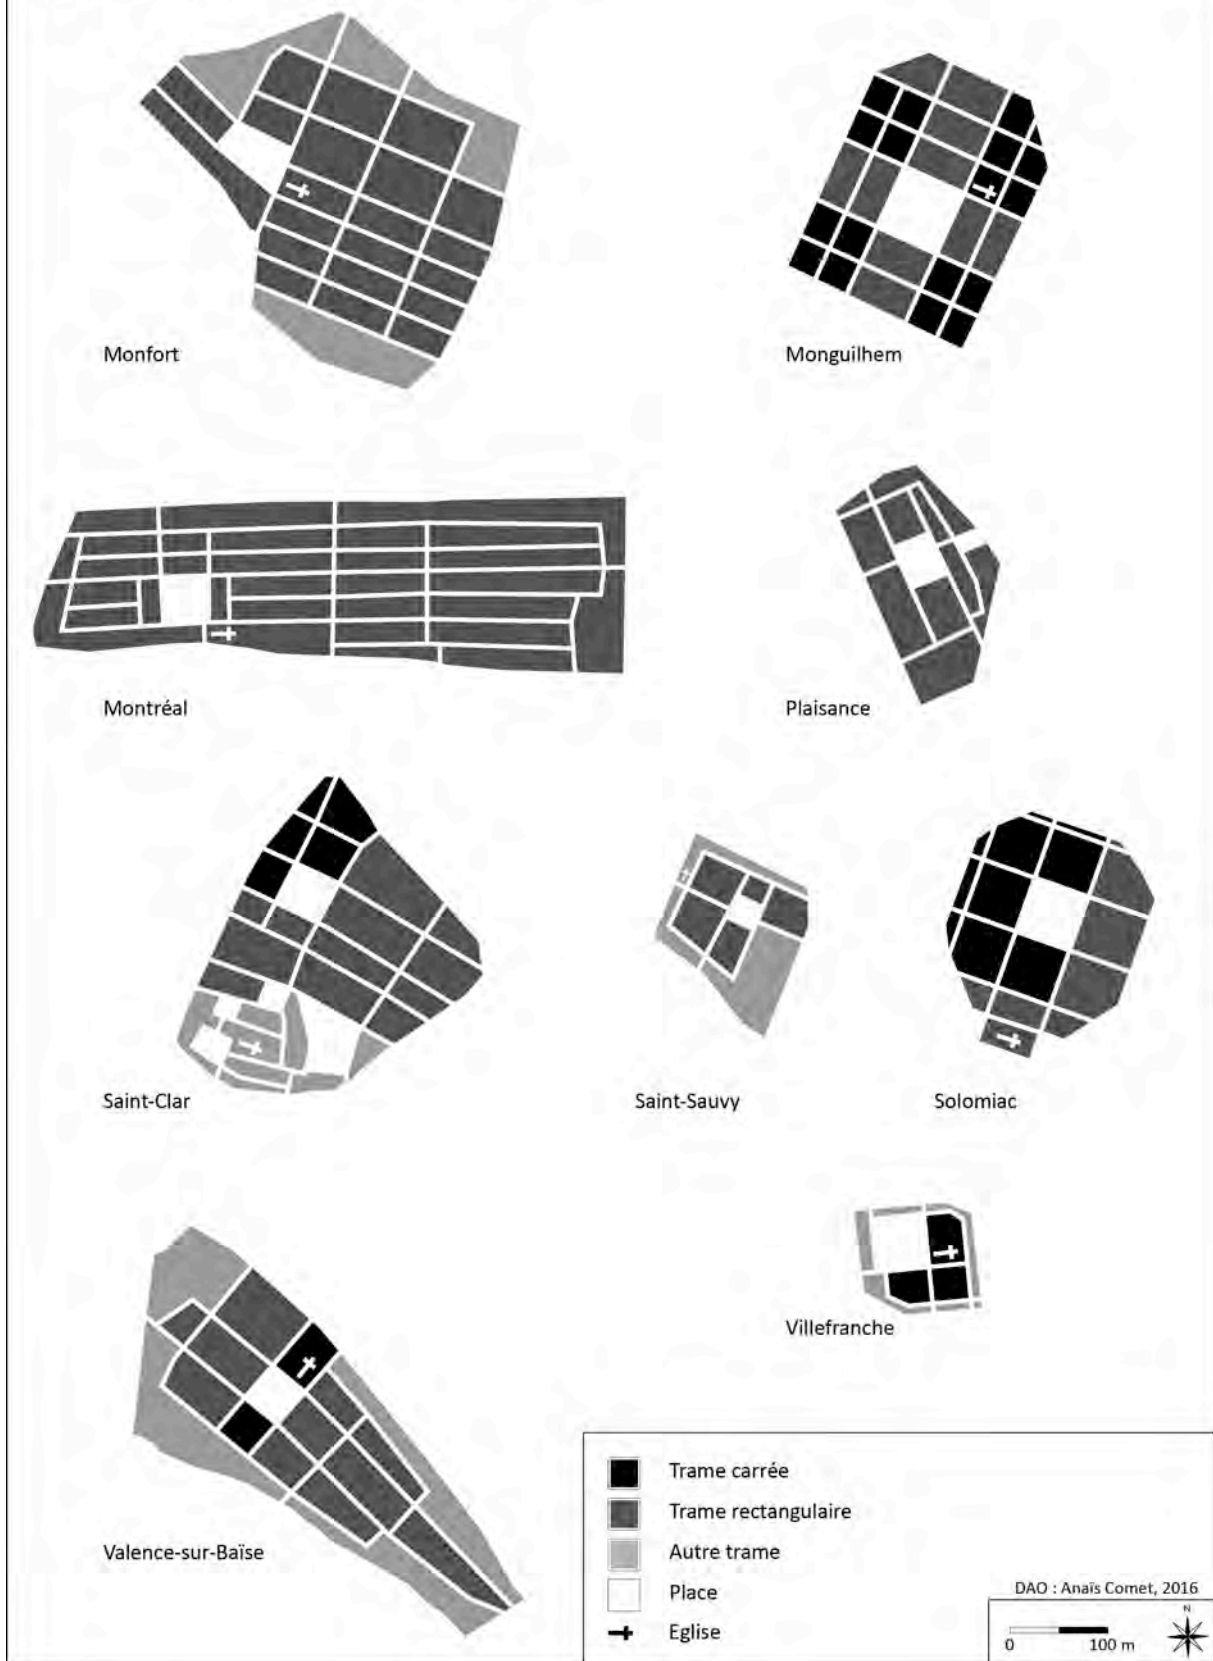 Monfort
Monguilhem
Montréal
Plaisance
Saint-Clar
Saint-Sauvy
Solomiac
Villefranche
Valence-sur-Baïse
Trame carrée
Trame rectangulaire
Autre trame
Place
Eglise
DAO : Anaïs Comet, 2016
N
0 100 m